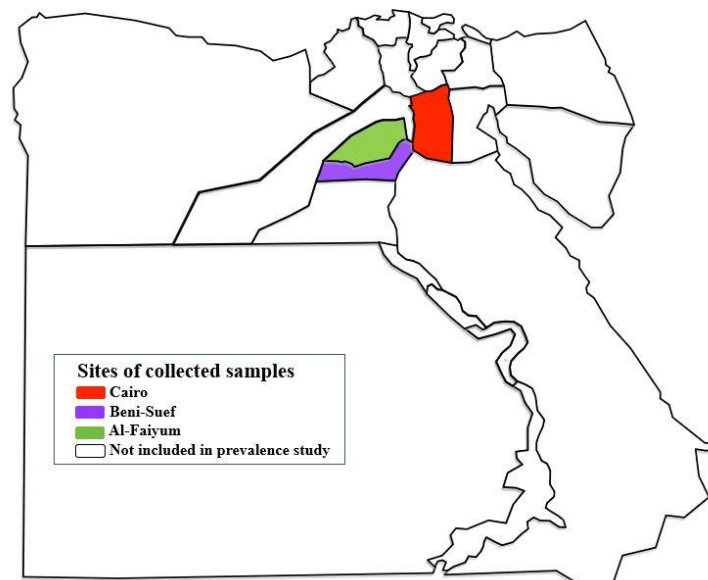 Sites of collected samples
Cairo
Beni-Suef
Al-Faiyum
Not included in prevalence study